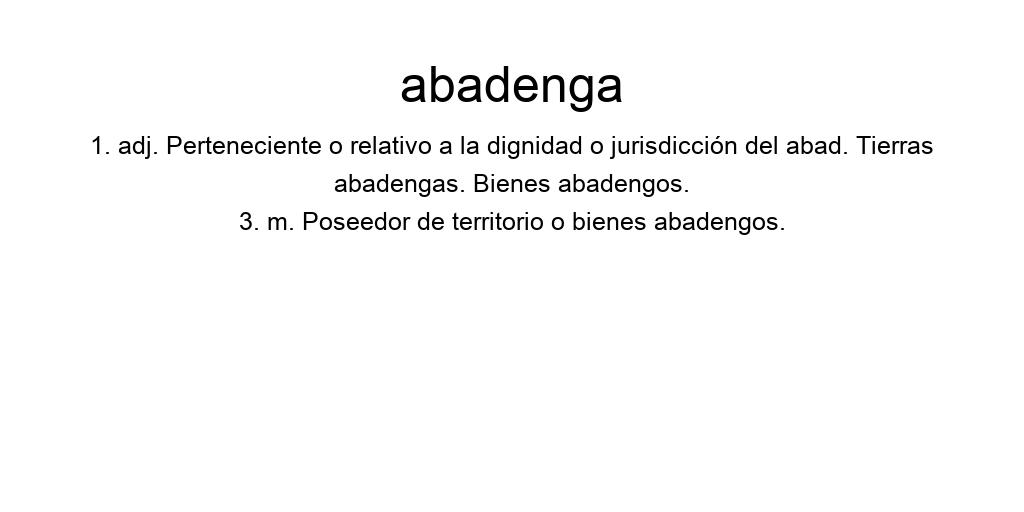 abadenga
1. adj. Perteneciente o relativo a la dignidad o jurisdicción del abad. Tierras
abadengas. Bienes abadengos.
3. m. Poseedor de territorio o bienes abadengos.